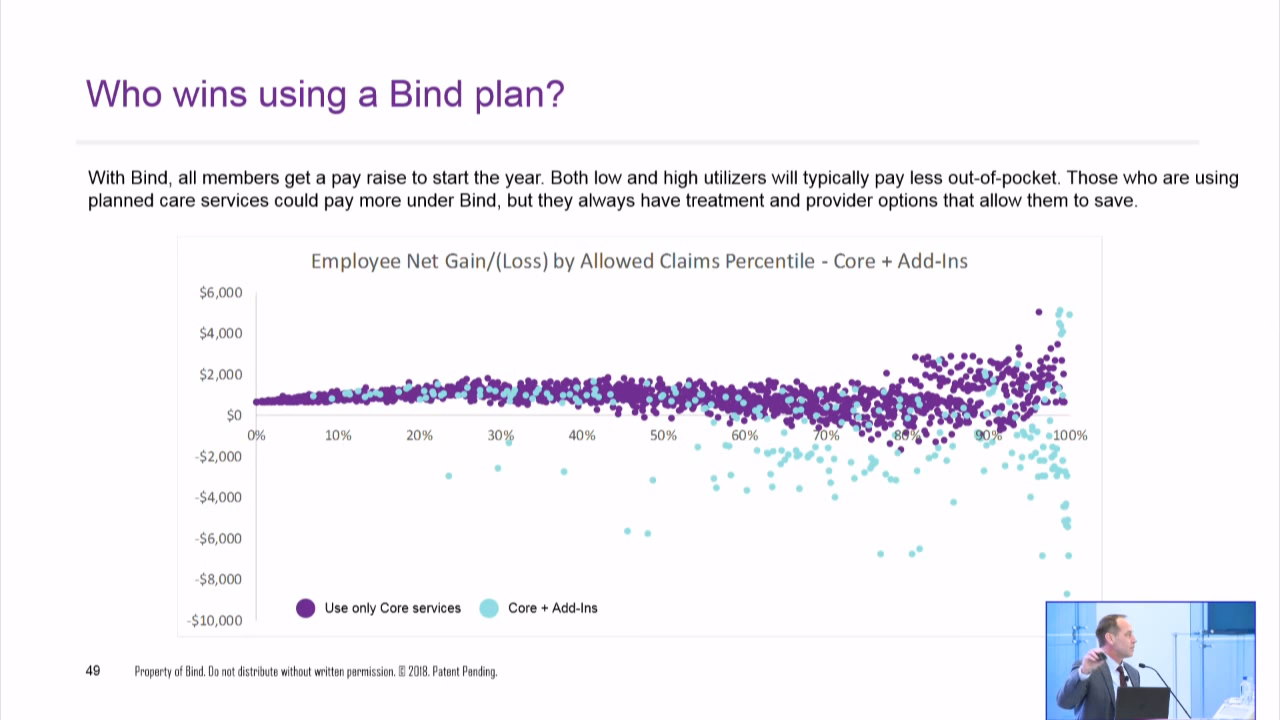 Who wins using a Bind plan?
With Bind, all members get a pay raise to start the year. Both low and high utilizers will typically pay less out-of-pocket. Those who are using
planned care services could pay more under Bind, but they always have treatment and provider options that allow them to save.
Employee Net Gain/(Loss) by Allowed Claims Percentile - Core + Add-Ins
$6,000
$4,000
$2,000
$0
0% 10% 20% 30% 40% 50% 60% 70% 80% 90% 100%
-$2,000
-$4,000
-$6,000
-$8,000
-$10,000
Use only Core services Core + Add-Ins
49 Property of Bind. Do not distribute without written permission. © 2018. Patent Pending.